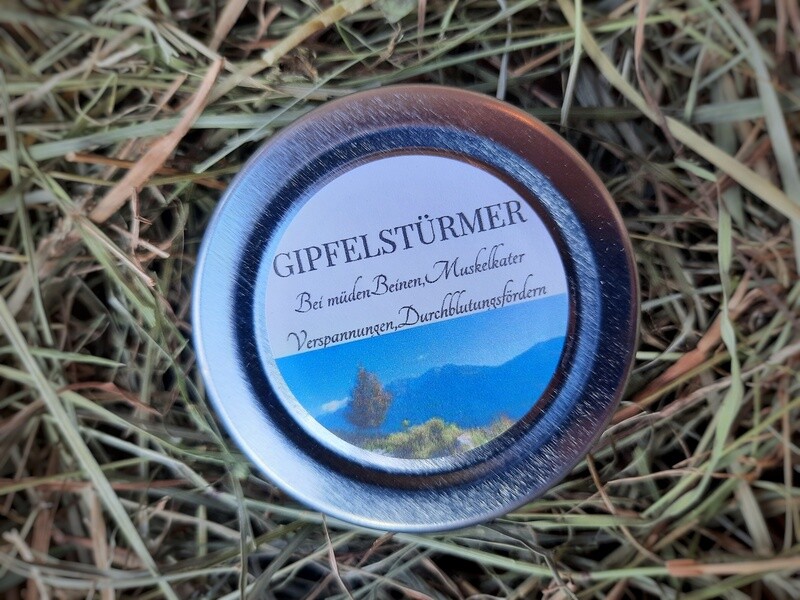 GIPFELSTÜRMER
Bei müden Beinen, Muskelkater
Verspannungen, Durchblutungsfördern